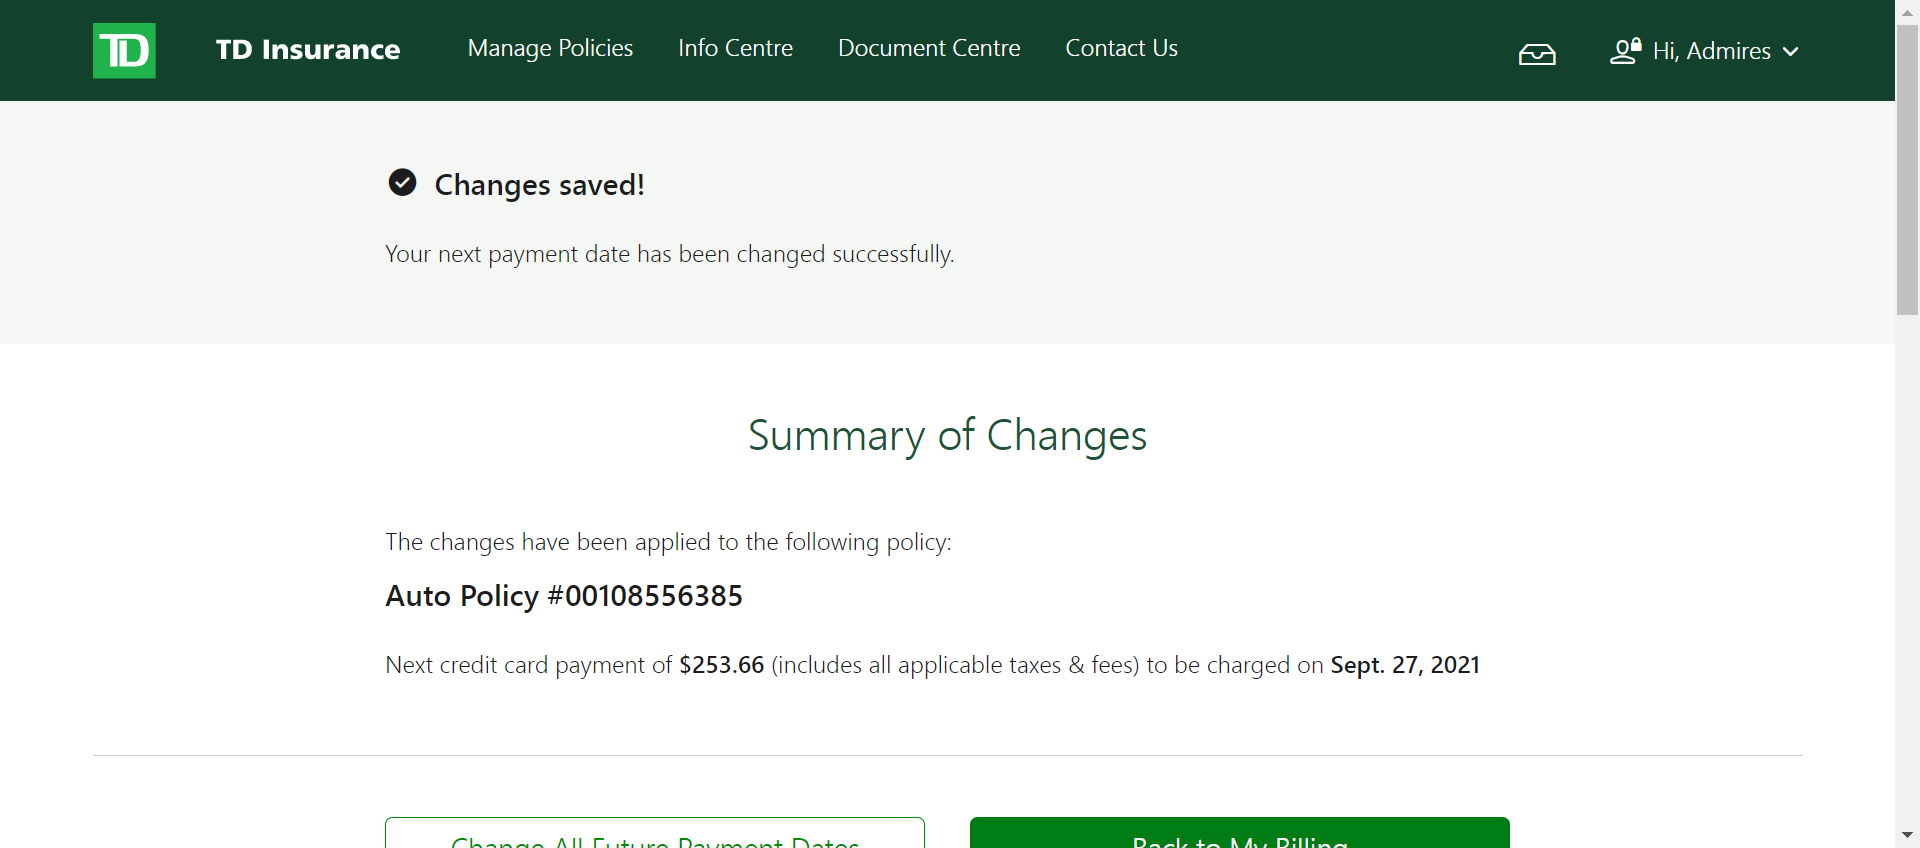 TD TD Insurance Manage Policies Info Centre Document Centre Contact Us Hi, Admires
Changes saved!
Your next payment date has been changed successfully.
Summary of Changes
The changes have been applied to the following policy:
Auto Policy #00108556385
Next credit card payment of $253.66 (includes all applicable taxes & fees) to be charged on Sept. 27, 2021
Change All Future Payment Dates Back to My Billing